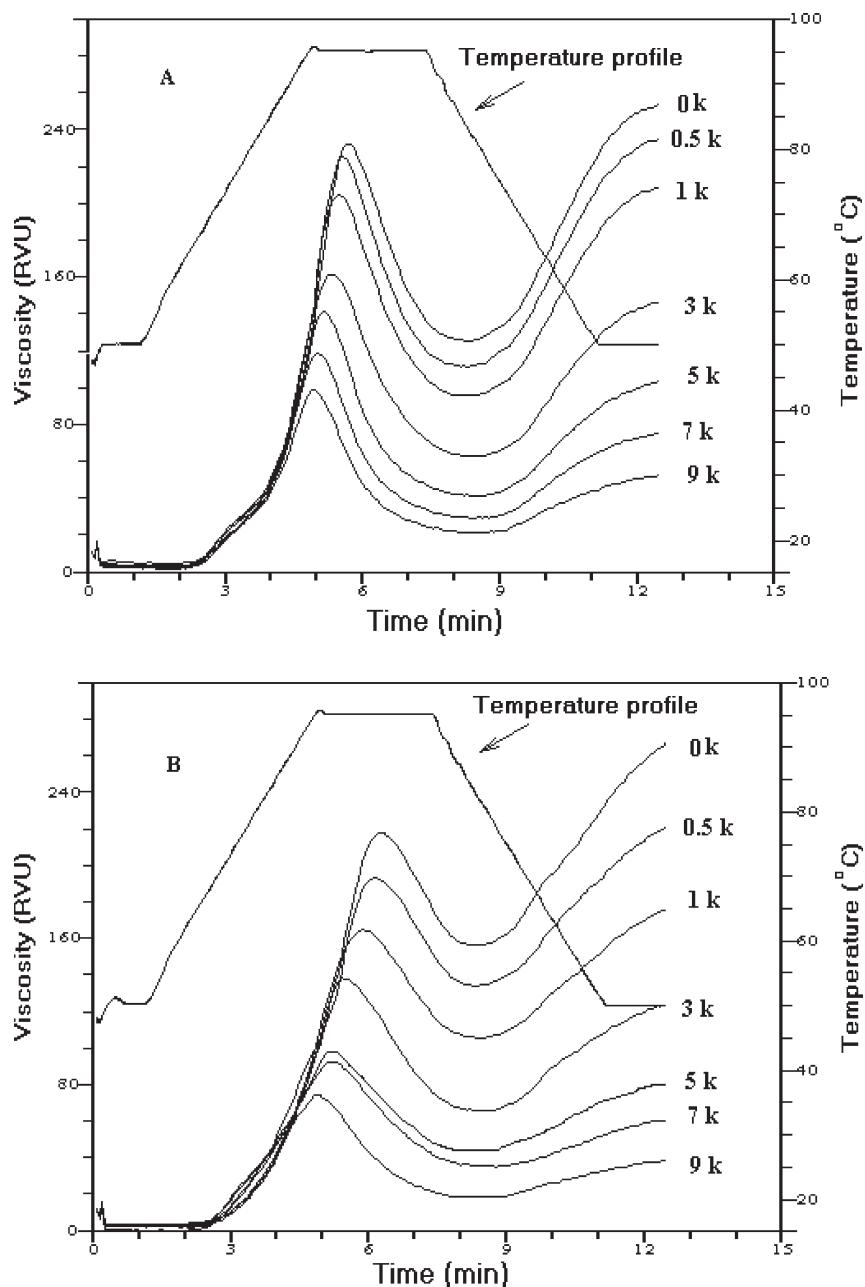 A
Temperature profile
0 k
0.5 k
1 k
3 k
5 k
7 k
9 k
240
160
80
0
100
80
60
40
20
0 3 6 9 12 15
Viscosity (RVU)
Temperature (°C)
Time (min)
B
Temperature profile
0 k
0.5 k
1 k
3 k
5 k
7 k
9 k
240
160
80
0
100
80
60
40
20
0 3 6 9 12 15
Viscosity (RVU)
Temperature (°C)
Time (min)